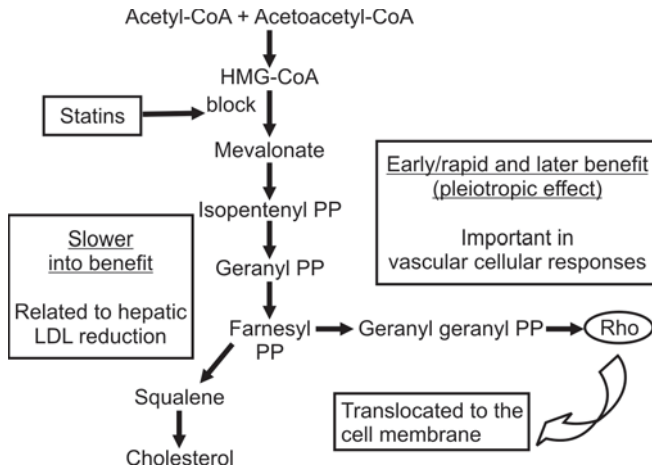 Acetyl-CoA + Acetoacetyl-CoA
HMG-CoA
block
Statins
Mevalonate
Early/rapid and later benefit
(pleiotropic effect)
Important in
vascular cellular responses
Isopentenyl PP
Slower
into benefit
Related to hepatic
LDL reduction
Geranyl PP
Farnesyl
PP
Geranyl geranyl PP
Rho
Squalene
Translocated to the
cell membrane
Cholesterol